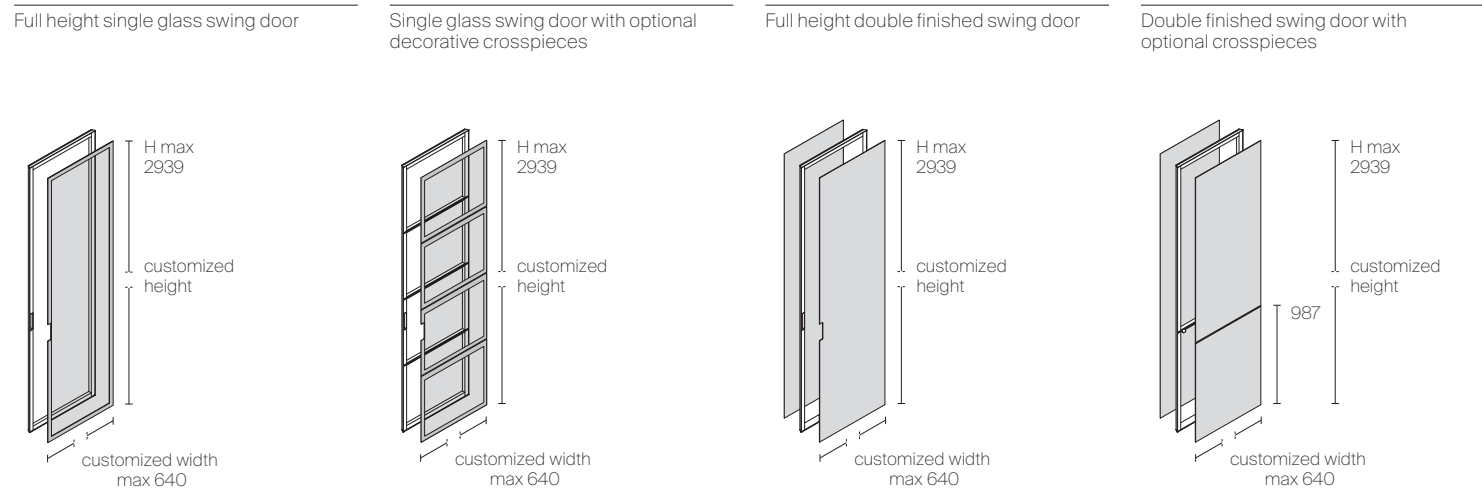 Full height single glass swing door
Single glass swing door with optional
decorative crosspieces
Full height double finished swing door
Double finished swing door with
optional crosspieces
H max
2939
customized
height
customized width
max 640
H max
2939
customized
height
customized width
max 640
H max
2939
customized
height
customized width
max 640
H max
2939
customized
height
987
customized width
max 640